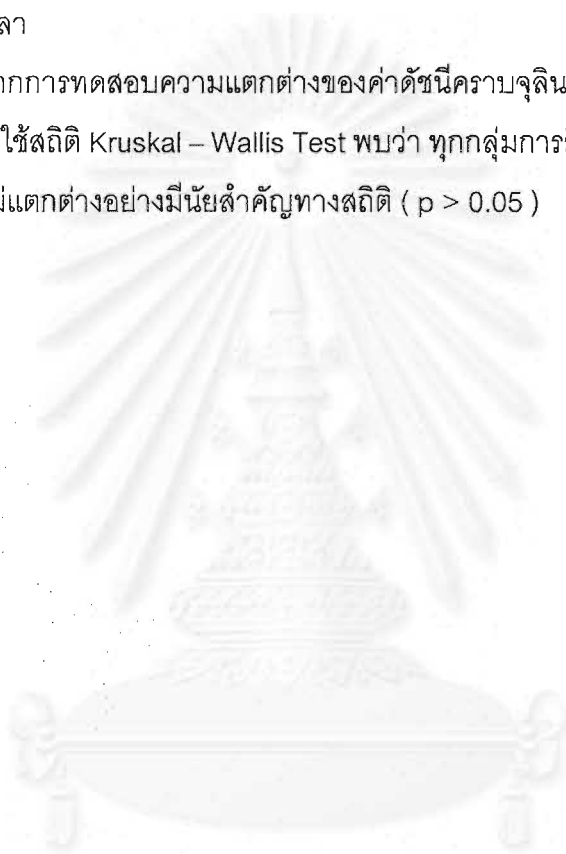 ลา
กการทดสอบความแตกต่างของค่าดัชนีคราบจุลิน
ใช้สถิติ Kruskal – Wallis Test พบว่า ทุกกลุ่มการ
ม่แตกต่างอย่างมีนัยสำคัญทางสถิติ ( p > 0.05 )